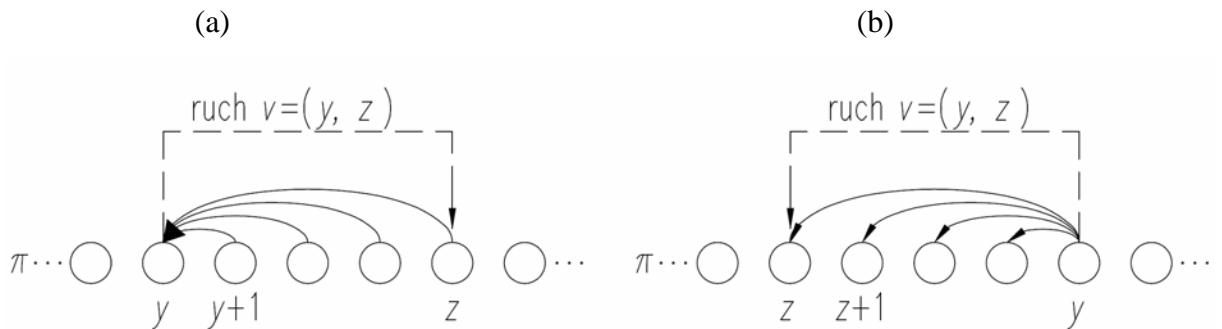 (a) (b)
ruch v=(y, z) ruch v=(y, z)
π··· ··· π··· ···
y y+1 z z z+1 y